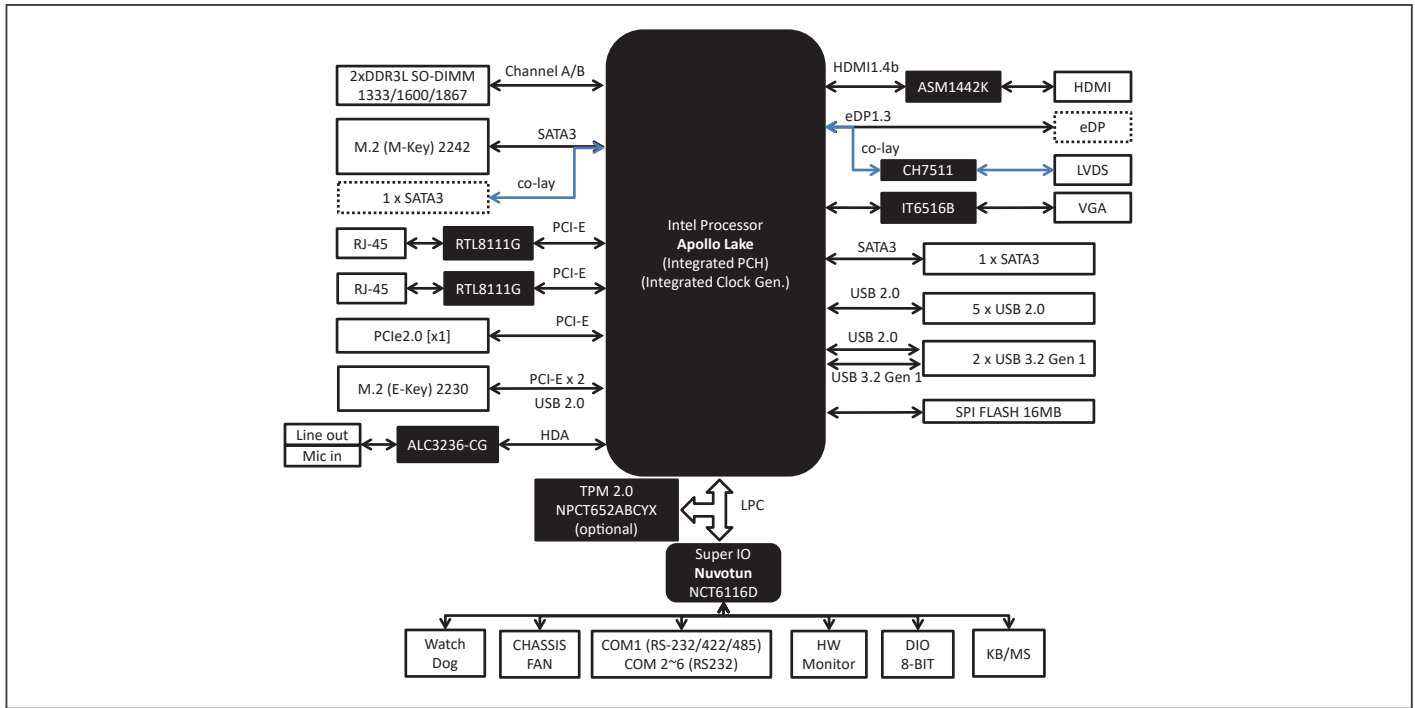 2xDDR3L SO-DIMM
1333/1600/1867
Channel A/B
M.2 (M-Key) 2242
SATA3
co-lay
1 x SATA3
RJ-45
RTL8111G
PCI-E
RJ-45
RTL8111G
PCI-E
PCIe2.0 [x1]
PCI-E
M.2 (E-Key) 2230
PCI-E x 2
USB 2.0
Line out
Mic in
ALC3236-CG
HDA
Intel Processor
Apollo Lake
(Integrated PCH)
(Integrated Clock Gen.)
HDMI1.4b
ASM1442K
HDMI
eDP1.3
eDP
co-lay
CH7511
LVDS
IT6516B
VGA
SATA3
1 x SATA3
USB 2.0
5 x USB 2.0
USB 2.0
2 x USB 3.2 Gen 1
USB 3.2 Gen 1
SPI FLASH 16MB
TPM 2.0
NPCT652ABCYX
(optional)
LPC
Super IO
Nuvotun
NCT6116D
Watch
Dog
CHASSIS
FAN
COM1 (RS-232/422/485)
COM 2~6 (RS232)
HW
Monitor
DIO
8-BIT
KB/MS